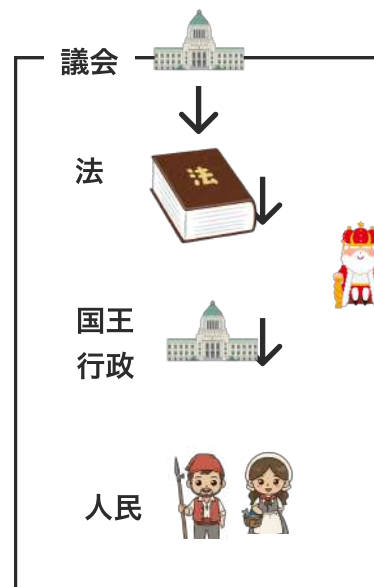 議会
法
法
国王
行政
人民